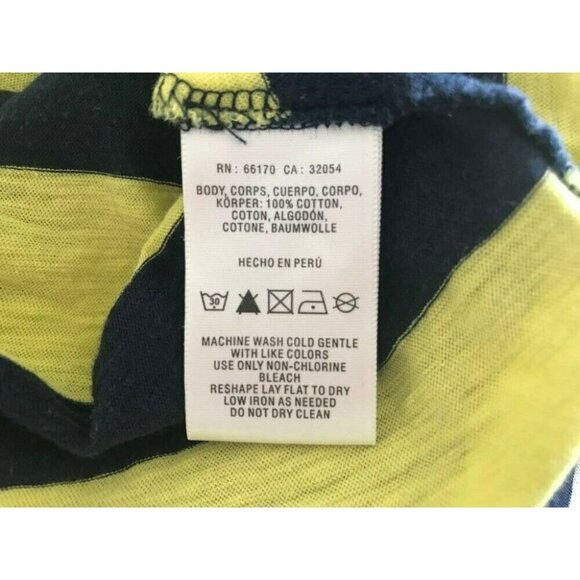 RN: 66170 CA: 32054
BODY, CORPS, CUERPO, CORPO,
KÖRPER: 100% COTTON,
COTON, ALGODÓN,
COTONE, BAUMWOLLE
HECHO EN PERÚ
30
MACHINE WASH COLD GENTLE
WITH LIKE COLORS
USE ONLY NON-CHLORINE
BLEACH
RESHAPE LAY FLAT TO DRY
LOW IRON AS NEEDED
DO NOT DRY CLEAN